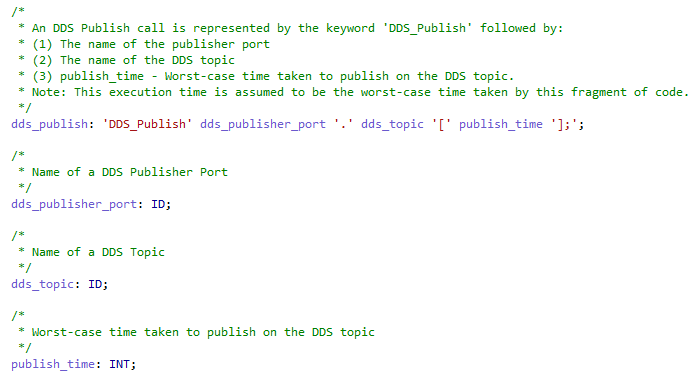 /*
* An DDS Publish call is represented by the keyword 'DDS_Publish' followed by:
* (1) The name of the publisher port
* (2) The name of the DDS topic
* (3) publish_time - Worst-case time taken to publish on the DDS topic.
* Note: This execution time is assumed to be the worst-case time taken by this fragment of code.
*/
dds_publish: 'DDS_Publish' dds_publisher_port '.' dds_topic '[' publish_time '];';
/*
* Name of a DDS Publisher Port
*/
dds_publisher_port: ID;
/*
* Name of a DDS Topic
*/
dds_topic: ID;
/*
* Worst-case time taken to publish on the DDS topic
*/
publish_time: INT;